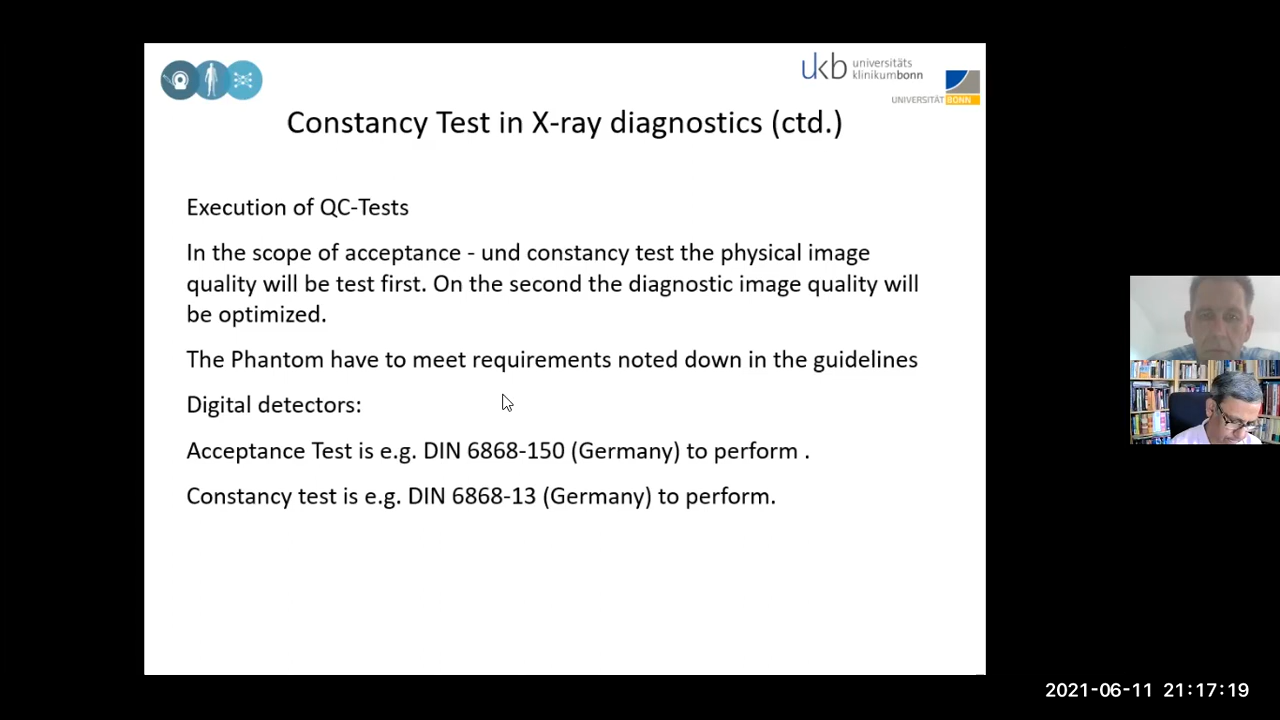 ukb universitäts
klinikumbonn
UNIVERSITÄT BONN
Constancy Test in X-ray diagnostics (ctd.)
Execution of QC-Tests
In the scope of acceptance - und constancy test the physical image
quality will be test first. On the second the diagnostic image quality will
be optimized.
The Phantom have to meet requirements noted down in the guidelines
Digital detectors:
Acceptance Test is e.g. DIN 6868-150 (Germany) to perform .
Constancy test is e.g. DIN 6868-13 (Germany) to perform.
2021-06-11 21:17:19